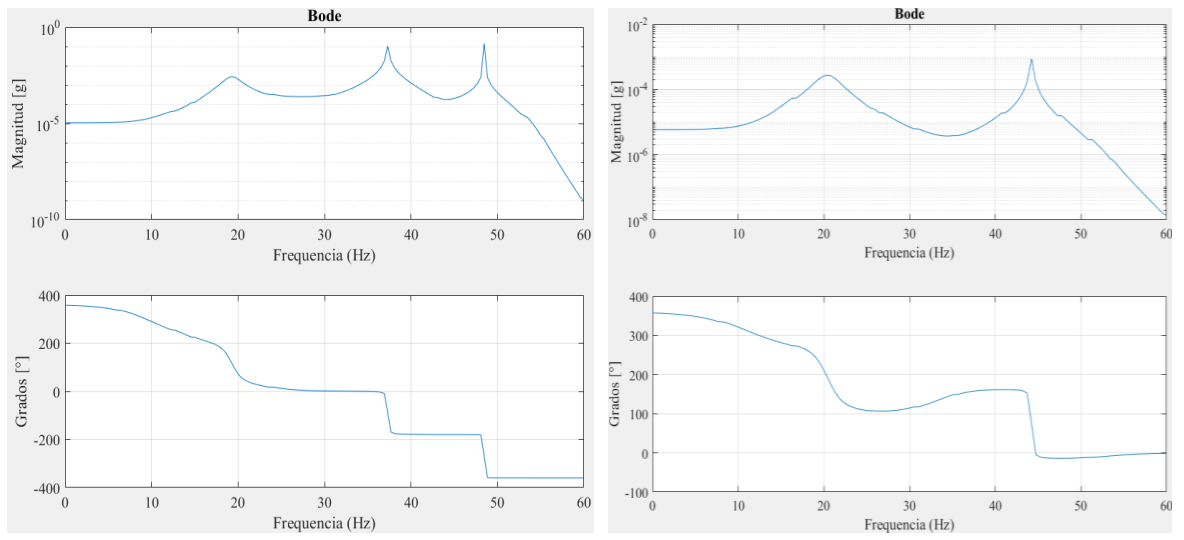 Bode
Magnitud [g]
10^0
10^-5
10^-10
0 10 20 30 40 50 60
Frequencia (Hz)
Grados [°]
400
200
0
-200
-400
0 10 20 30 40 50 60
Frequencia (Hz)
Bode
Magnitud [g]
10^-2
10^-4
10^-6
10^-8
0 10 20 30 40 50 60
Frequencia (Hz)
Grados [°]
400
300
200
100
0
-100
0 10 20 30 40 50 60
Frequencia (Hz)